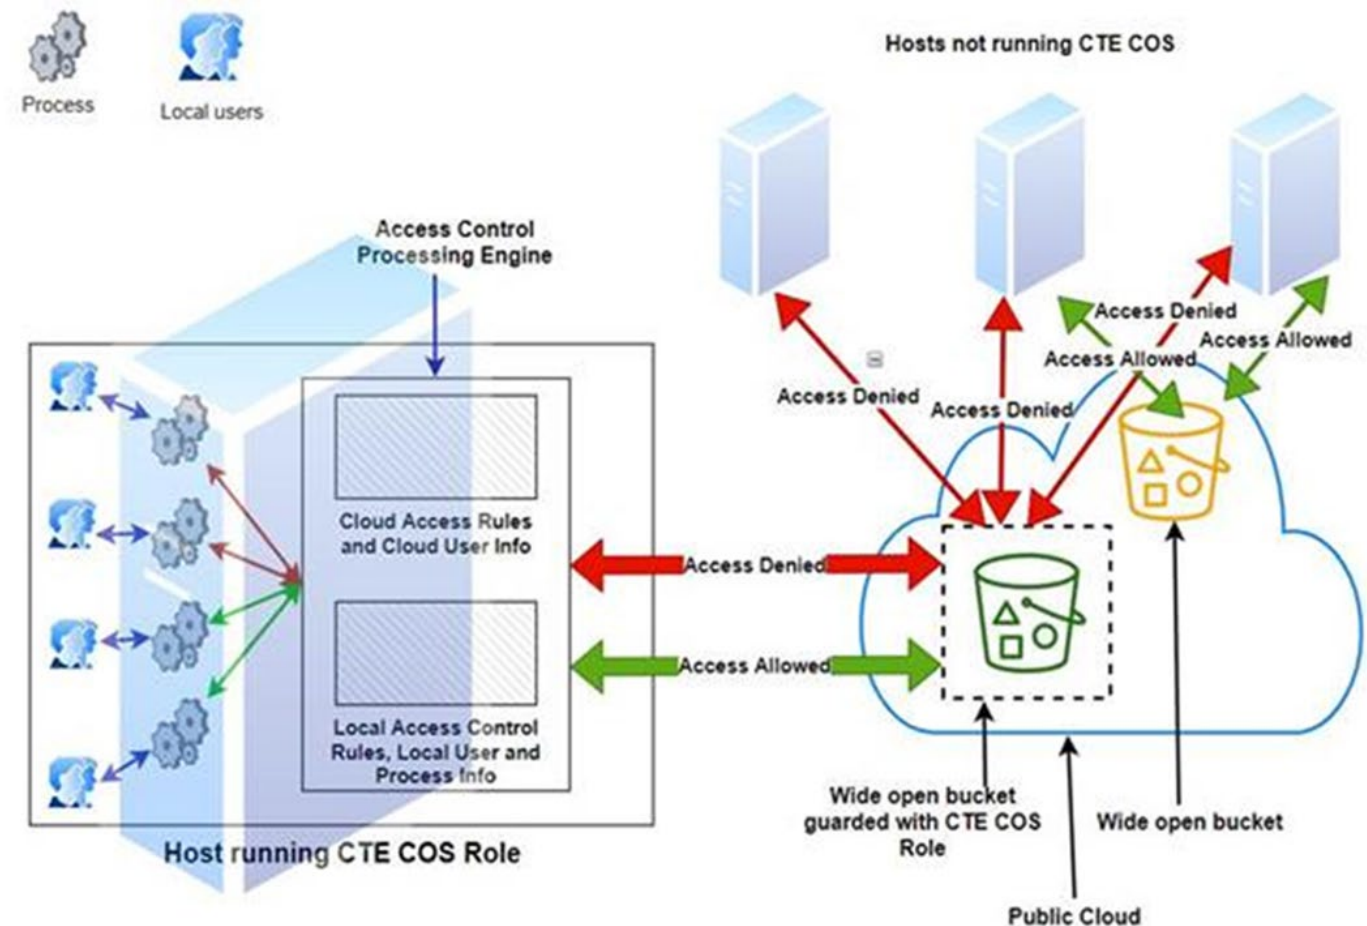 Process
Local users
Hosts not running CTE COS
Access Control
Processing Engine
Access Denied
Access Allowed
Access Allowed
Access Denied
Access Denied
Cloud Access Rules
and Cloud User Info
Access Denied
Access Allowed
Local Access Control
Rules, Local User and
Process Info
Host running CTE COS Role
Wide open bucket
guarded with CTE COS
Role
Wide open bucket
Public Cloud